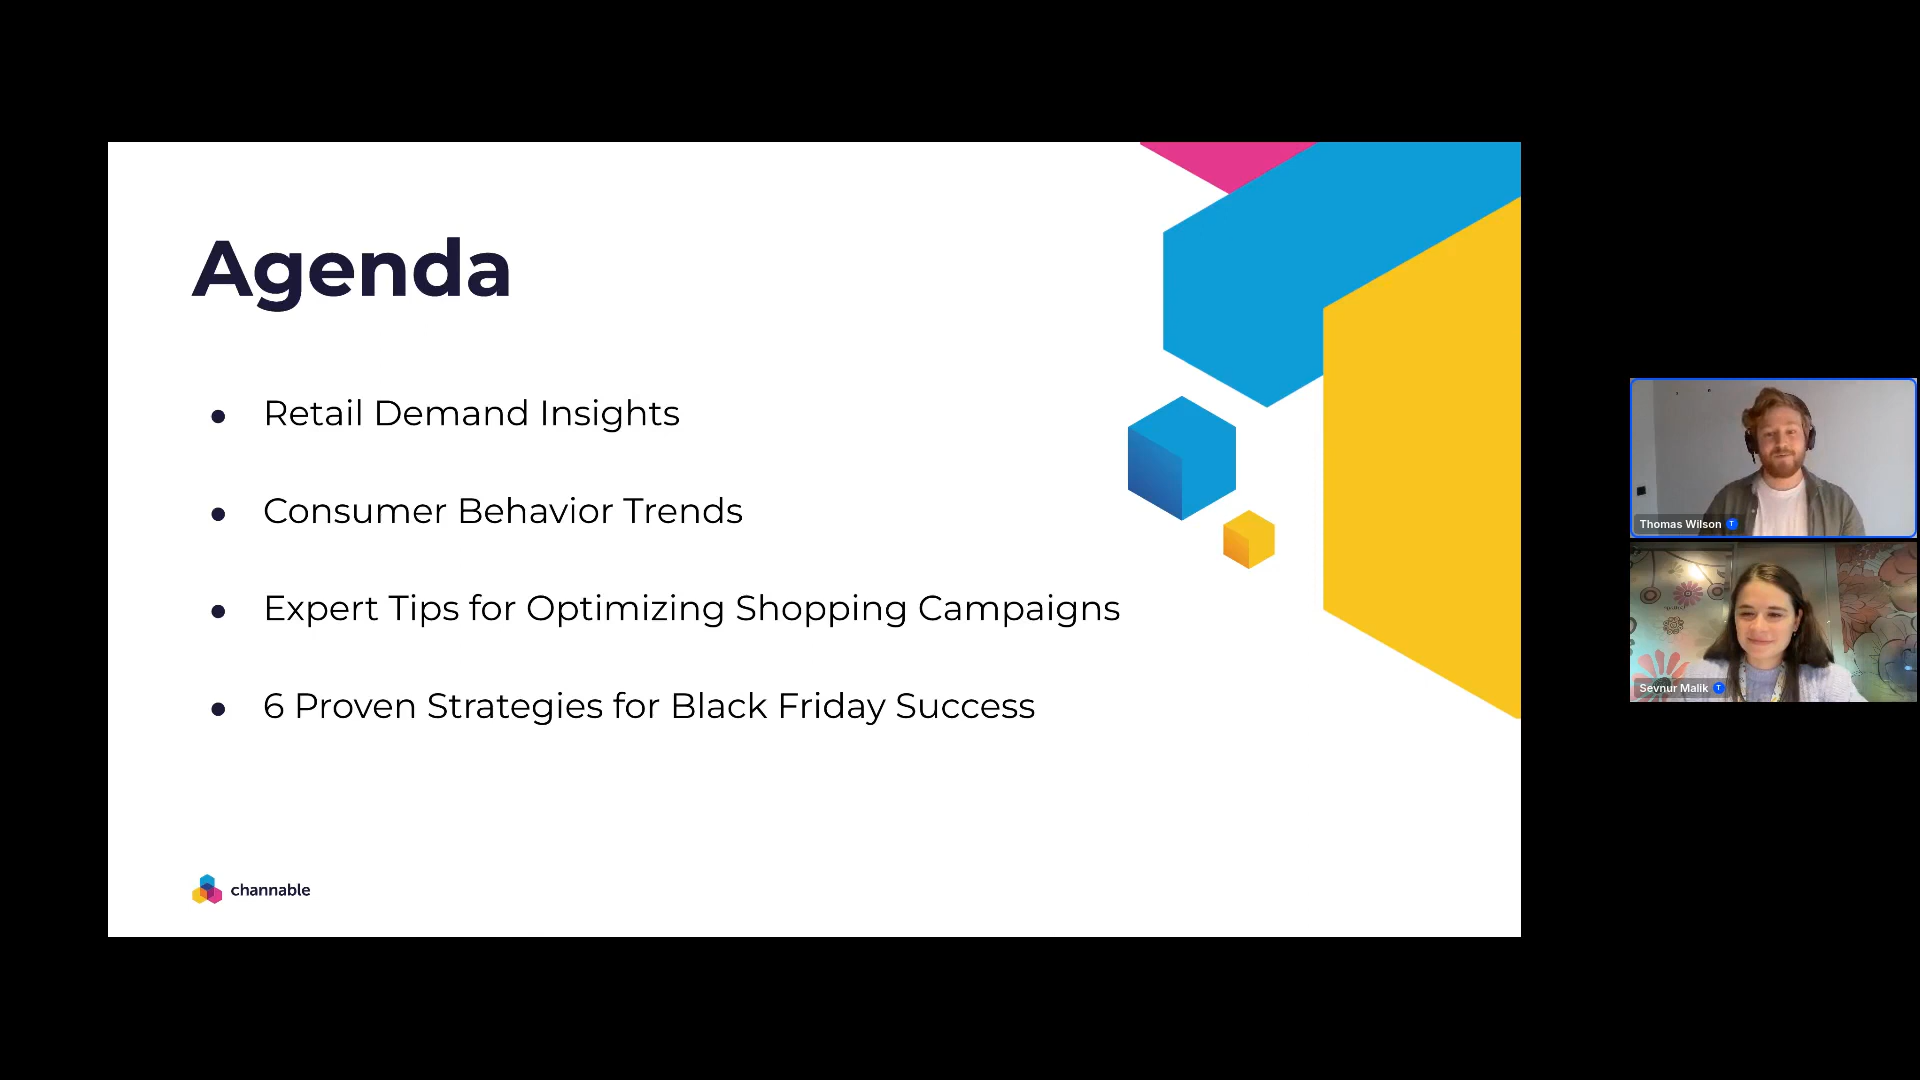 Agenda
● Retail Demand Insights
● Consumer Behavior Trends
● Expert Tips for Optimizing Shopping Campaigns
● 6 Proven Strategies for Black Friday Success
channable
Thomas Wilson T
Sevnur Malik T